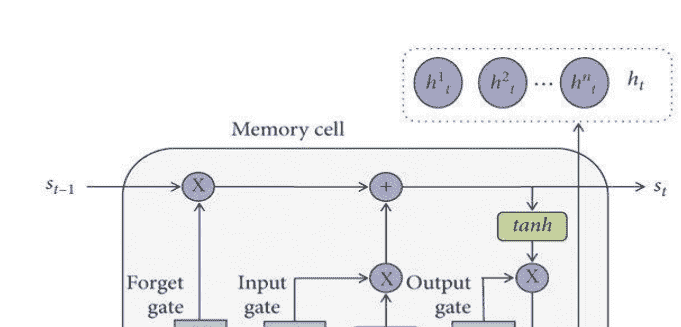 h¹ₜ h²ₜ ... hⁿₜ hₜ
Memory cell
sₜ₋₁ X + sₜ
tanh
Forget gate
Input gate
X
Output gate
X